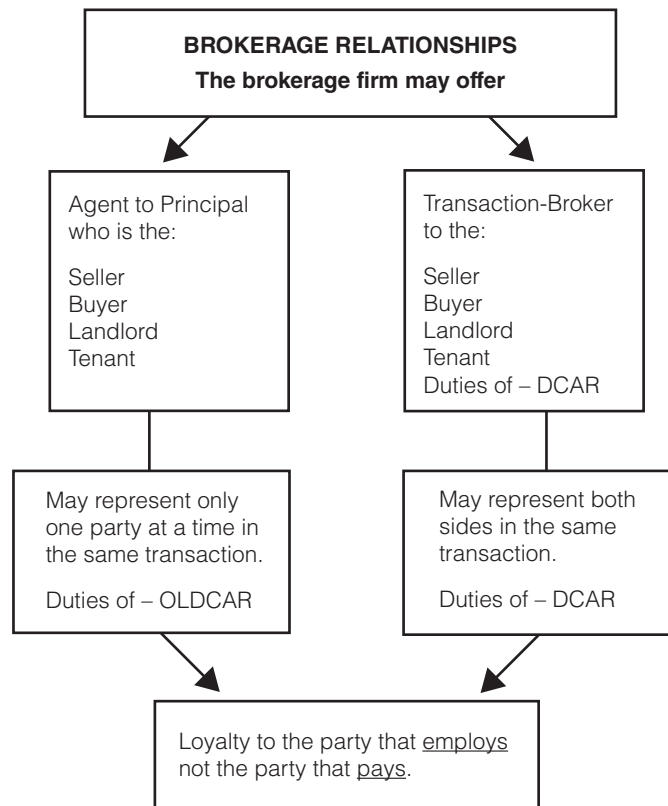 BROKERAGE RELATIONSHIPS
The brokerage firm may offer
Agent to Principal
who is the:
Seller
Buyer
Landlord
Tenant
Transaction-Broker
to the:
Seller
Buyer
Landlord
Tenant
Duties of – DCAR
May represent only
one party at a time in
the same transaction.
Duties of – OLDCAR
May represent both
sides in the same
transaction.
Duties of – DCAR
Loyalty to the party that employs
not the party that pays.